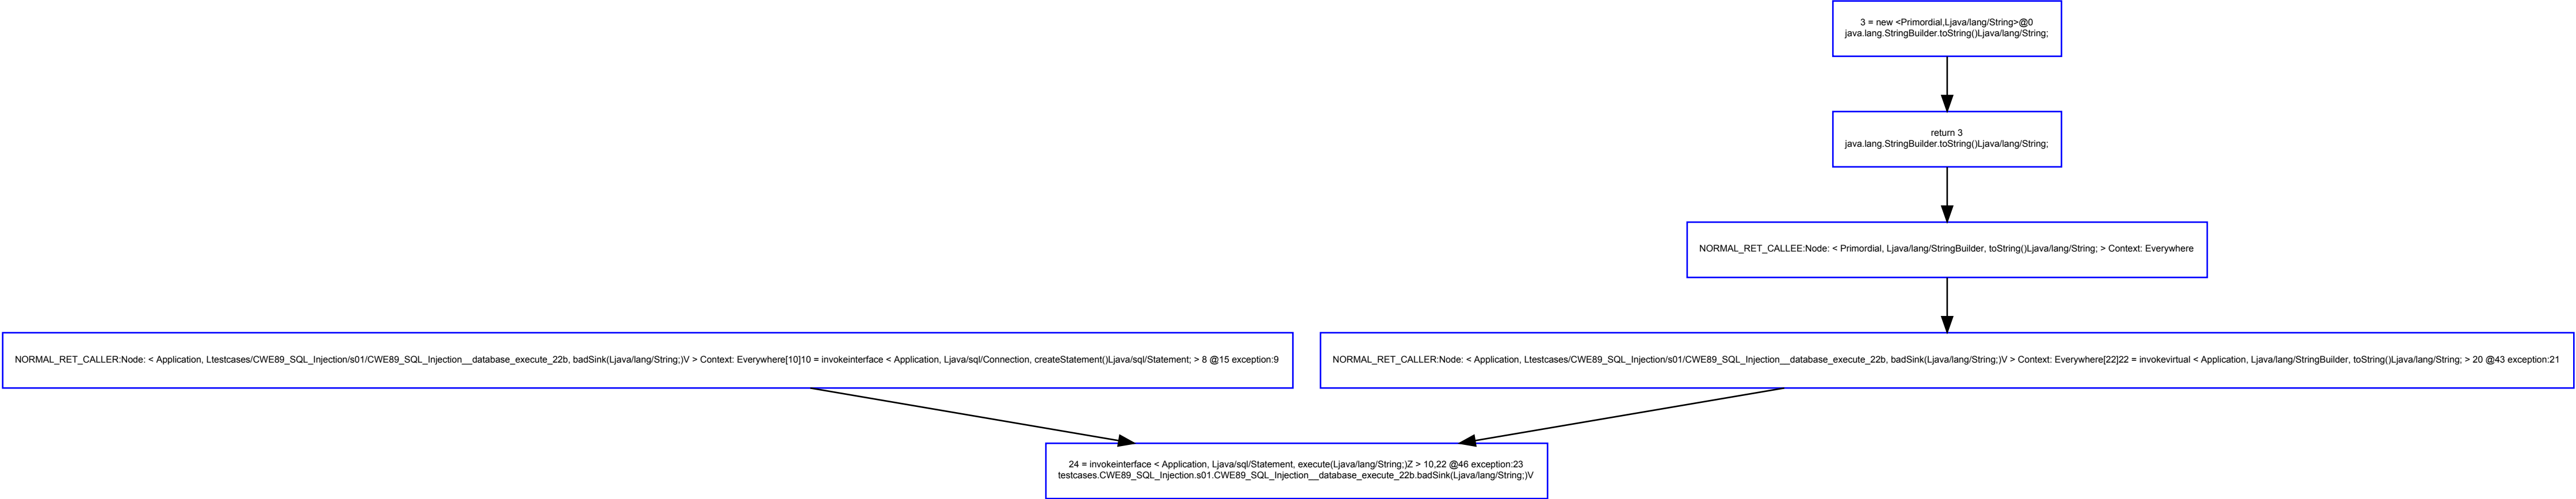 3 = new <Primordial,Ljava/lang/String>@0
java.lang.StringBuilder.toString()Ljava/lang/String;
return 3
java.lang.StringBuilder.toString()Ljava/lang/String;
NORMAL_RET_CALLEE:Node: < Primordial, Ljava/lang/StringBuilder, toString()Ljava/lang/String; > Context: Everywhere
NORMAL_RET_CALLER:Node: < Application, Ltestcases/CWE89_SQL_Injection/s01/CWE89_SQL_Injection__database_execute_22b, badSink(Ljava/lang/String;)V > Context: Everywhere[10]10 = invokeinterface < Application, Ljava/sql/Connection, createStatement()Ljava/sql/Statement; > 8 @15 exception:9
NORMAL_RET_CALLER:Node: < Application, Ltestcases/CWE89_SQL_Injection/s01/CWE89_SQL_Injection__database_execute_22b, badSink(Ljava/lang/String;)V > Context: Everywhere[22]22 = invokevirtual < Application, Ljava/lang/StringBuilder, toString()Ljava/lang/String; > 20 @43 exception:21
24 = invokeinterface < Application, Ljava/sql/Statement, execute(Ljava/lang/String;)Z > 10,22 @46 exception:23
testcases.CWE89_SQL_Injection.s01.CWE89_SQL_Injection__database_execute_22b.badSink(Ljava/lang/String;)V